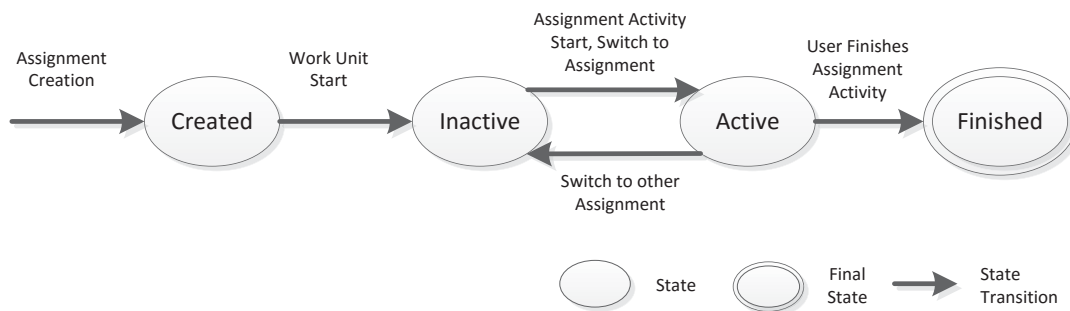 Assignment
Creation
Created
Work Unit
Start
Inactive
Assignment Activity
Start, Switch to
Assignment
Switch to other
Assignment
Active
User Finishes
Assignment
Activity
Finished
State
Final
State
State
Transition